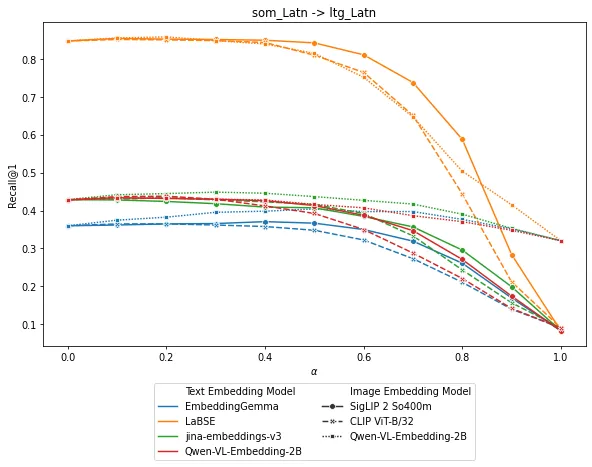 som_Latn -> ltg_Latn
Recall@1
0.8
0.7
0.6
0.5
0.4
0.3
0.2
0.1
0.0 0.2 0.4 0.6 0.8 1.0
α
Text Embedding Model Image Embedding Model
EmbeddingGemma SigLIP 2 So400m
LaBSE CLIP ViT-B/32
jina-embeddings-v3 Qwen-VL-Embedding-2B
Qwen-VL-Embedding-2B